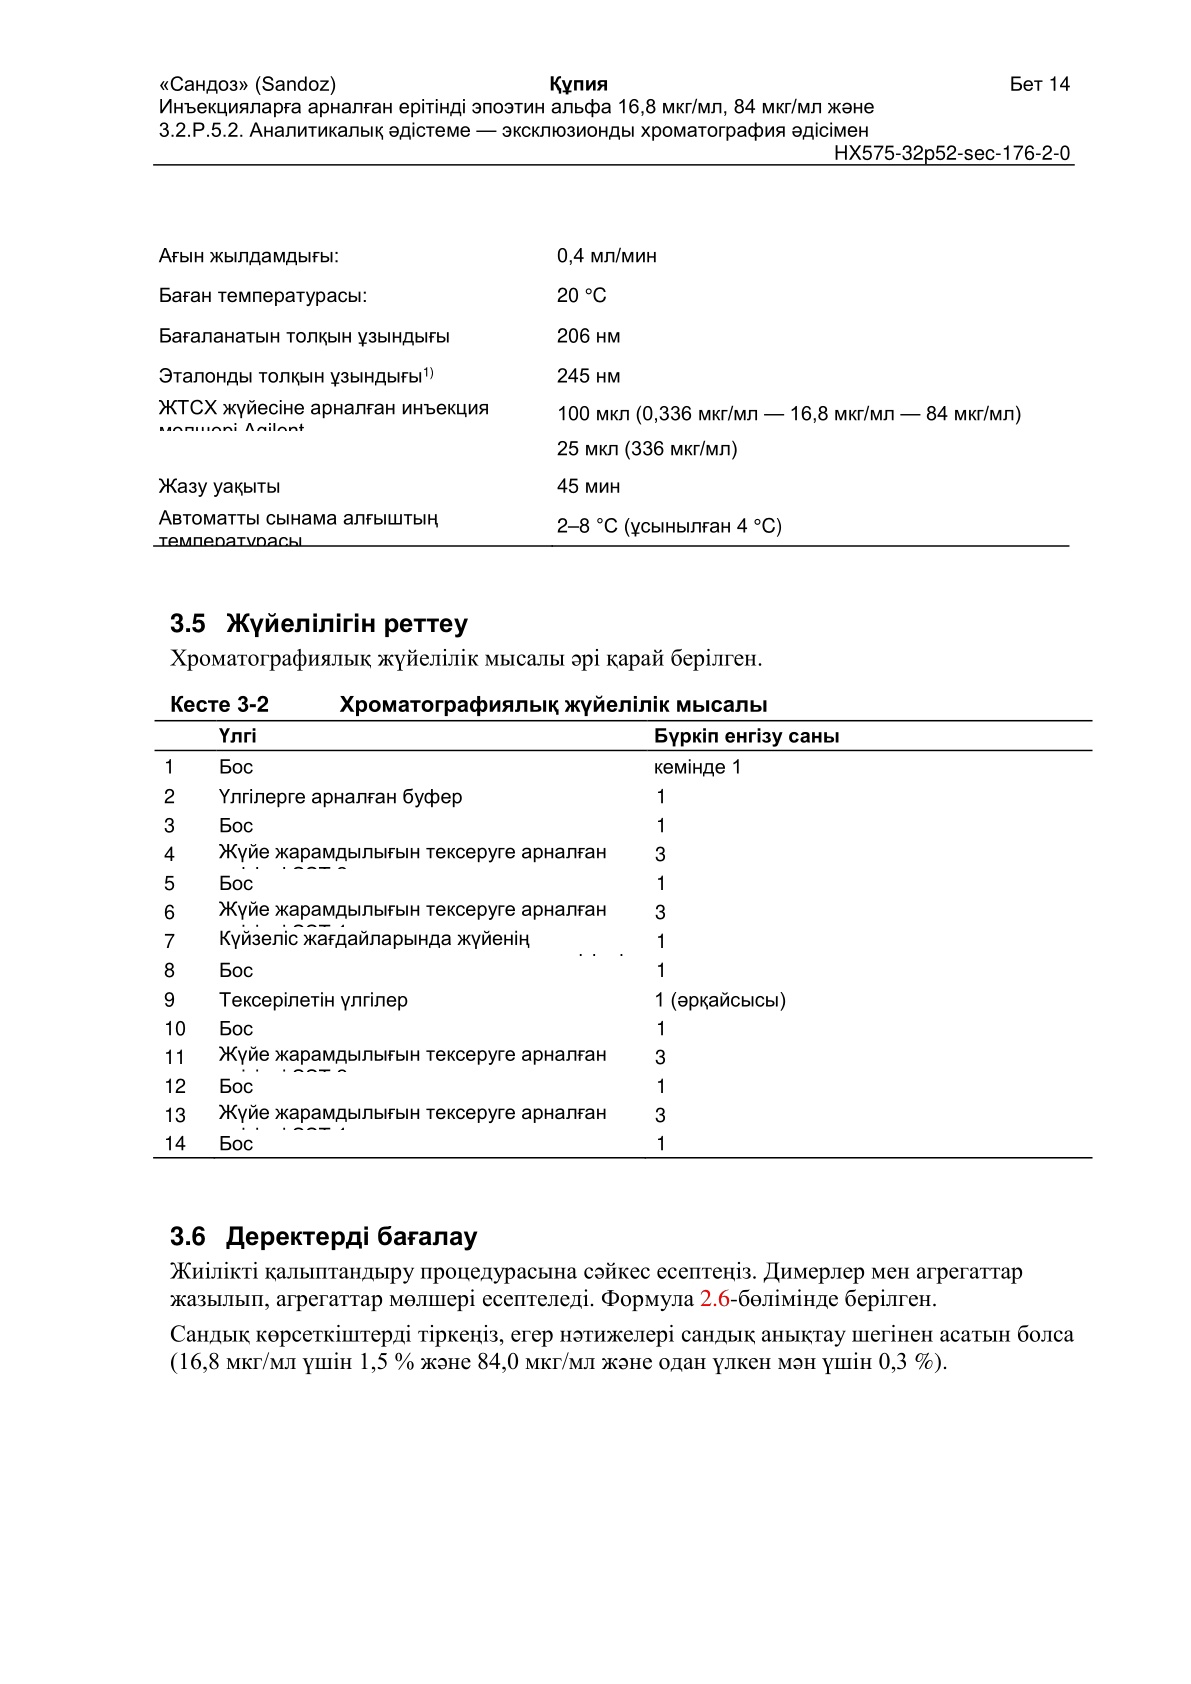 «Сандоз» (Sandoz) Құпия Бет 14
Инъекцияларға арналған ерітінді эпоэтин альфа 16,8 мкг/мл, 84 мкг/мл және
3.2.P.5.2. Аналитикалық әдістеме — эксклюзионды хроматография әдісімен
HX575-32p52-sec-176-2-0
Ағын жылдамдығы: 0,4 мл/мин
Баған температурасы: 20 °C
Бағаланатын толқын ұзындығы 206 нм
Эталонды толқын ұзындығы1) 245 нм
ЖТСХ жүйесіне арналған инъекция 100 мкл (0,336 мкг/мл — 16,8 мкг/мл — 84 мкг/мл)
мөлшері Agilent
25 мкл (336 мкг/мл)
Жазу уақыты 45 мин
Автоматты сынама алғыштың 2–8 °C (ұсынылған 4 °C)
температурасы
3.5 Жүйелілігін реттеу
Хроматографиялық жүйелілік мысалы әрі қарай берілген.
Кесте 3-2 Хроматографиялық жүйелілік мысалы
Үлгі Бүркіп енгізу саны
1 Бос кемінде 1
2 Үлгілерге арналған буфер 1
3 Бос 1
4 Жүйе жарамдылығын тексеруге арналған 3
5 Бос 1
6 Жүйе жарамдылығын тексеруге арналған 3
7 Күйзеліс жағдайларында жүйенің 1
8 Бос 1
9 Тексерілетін үлгілер 1 (әрқайсысы)
10 Бос 1
11 Жүйе жарамдылығын тексеруге арналған 3
12 Бос 1
13 Жүйе жарамдылығын тексеруге арналған 3
14 Бос 1
3.6 Деректерді бағалау
Жиілікті қалыптандыру процедурасына сәйкес есептеңіз. Димерлер мен агрегаттар
жазылып, агрегаттар мөлшері есептеледі. Формула 2.6-бөлімінде берілген.
Сандық көрсеткіштерді тіркеңіз, егер нәтижелері сандық анықтау шегінен асатын болса
(16,8 мкг/мл үшін 1,5 % және 84,0 мкг/мл және одан үлкен мән үшін 0,3 %).